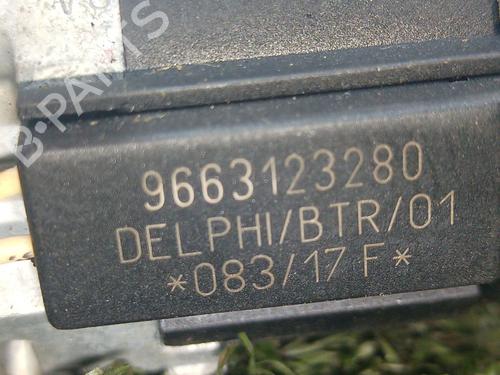 B-PARTS
9663123280
DELPHI/BTR/01
*083/17 F*